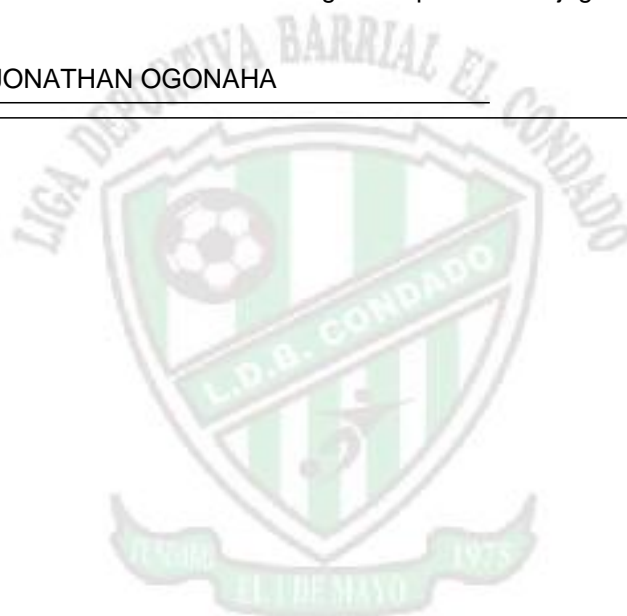 JONATHAN OGONAHA
LIGA DEPORTIVA BARRIAL EL CONDADO
L.D.B. CONDADO
1975
EL 1 DE MAYO